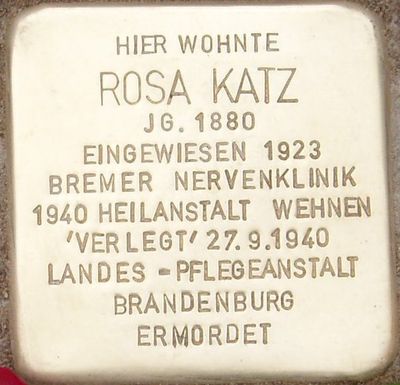 HIER WOHNTE
ROSA KATZ
JG. 1880
EINGEWIESEN 1923
BREMER NERVENKLINIK
1940 HEILANSTALT WEHNEN
'VERLEGT' 27.9.1940
LANDES-PFLEGEANSTALT
BRANDENBURG
ERMORDET